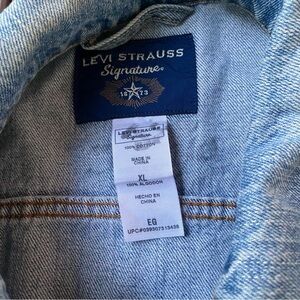 LEVI STRAUSS
Signature
18 73
LEVI STRAUSS
Signature
100% COTTON
MADE IN
CHINA
XL
100% ALGODON
HECHO EN
CHINA
EG